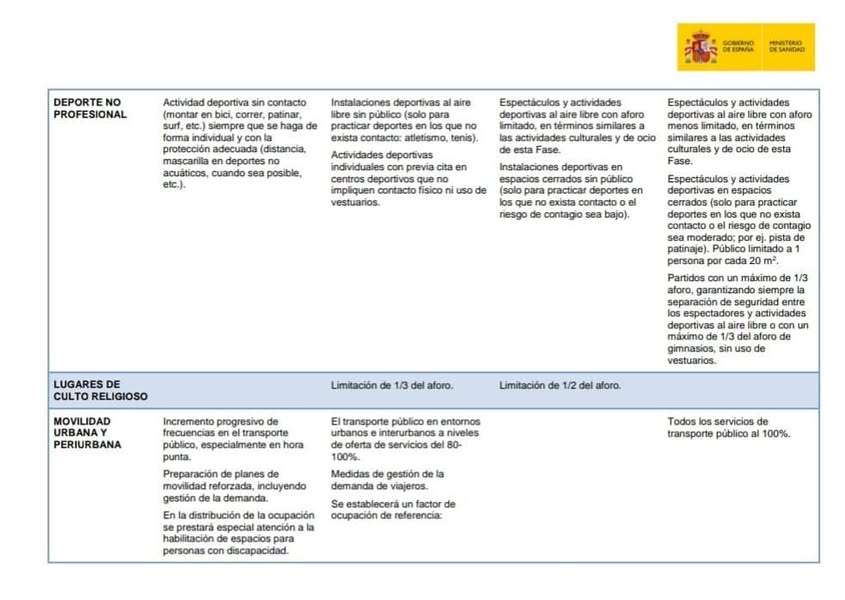 GOBIERNO
DE ESPAÑA
MINISTERIO
DE SANIDAD
DEPORTE NO
PROFESIONAL
Actividad deportiva sin contacto
(montar en bici, correr, patinar,
surf, etc.) siempre que se haga de
forma individual y con la
protección adecuada (distancia,
mascarilla en deportes no
acuáticos, cuando sea posible,
etc.).
Instalaciones deportivas al aire
libre sin público (solo para
practicar deportes en los que no
exista contacto: atletismo, tenis).
Actividades deportivas
individuales con previa cita en
centros deportivos que no
impliquen contacto físico ni uso de
vestuarios.
Espectáculos y actividades
deportivas al aire libre con aforo
limitado, en términos similares a
las actividades culturales y de ocio
de esta Fase.
Instalaciones deportivas en
espacios cerrados sin público
(solo para practicar deportes en
los que no exista contacto o el
riesgo de contagio sea bajo).
Espectáculos y actividades
deportivas al aire libre con aforo
menos limitado, en términos
similares a las actividades
culturales y de ocio de esta
Fase.
Espectáculos y actividades
deportivas en espacios
cerrados (solo para practicar
deportes en los que no exista
contacto o el riesgo de contagio
sea moderado; por ej. pista de
patinaje). Público limitado a 1
persona por cada 20 m².
Partidos con un máximo de 1/3
aforo, garantizando siempre la
separación de seguridad entre
los espectadores y actividades
deportivas al aire libre o con un
máximo de 1/3 del aforo de
gimnasios, sin uso de
vestuarios.
LUGARES DE
CULTO RELIGIOSO
Limitación de 1/3 del aforo.
Limitación de 1/2 del aforo.
MOVILIDAD
URBANA Y
PERIURBANA
Incremento progresivo de
frecuencias en el transporte
público, especialmente en hora
punta.
Preparación de planes de
movilidad reforzada, incluyendo
gestión de la demanda.
En la distribución de la ocupación
se prestará especial atención a la
habilitación de espacios para
personas con discapacidad.
El transporte público en entornos
urbanos e interurbanos a niveles
de oferta de servicios del 80-
100%.
Medidas de gestión de la
demanda de viajeros.
Se establecerá un factor de
ocupación de referencia:
Todos los servicios de
transporte público al 100%.